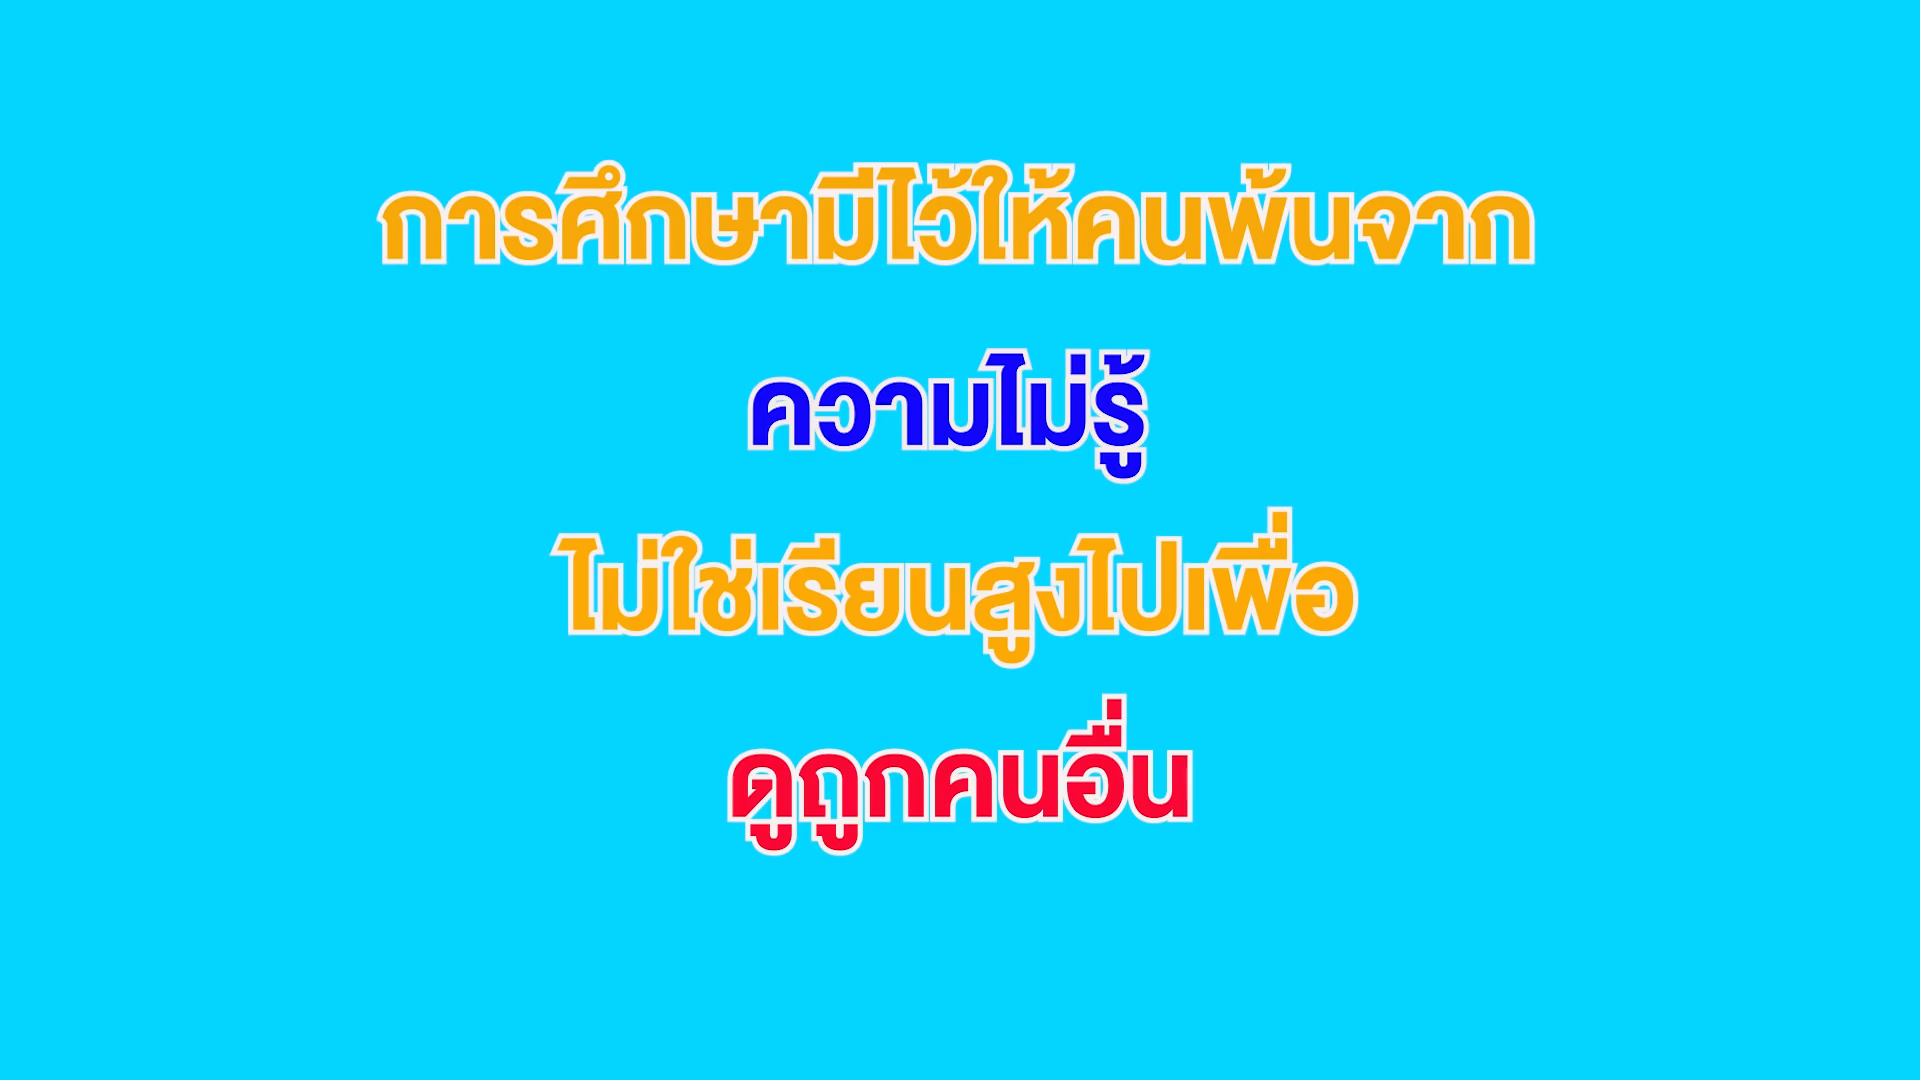 การศึกษามีไว้ให้คนพ้นจาก
ความไม่รู้
ไม่ใช่เรียนสูงไปเพื่อ
ดูถูกคนอื่น